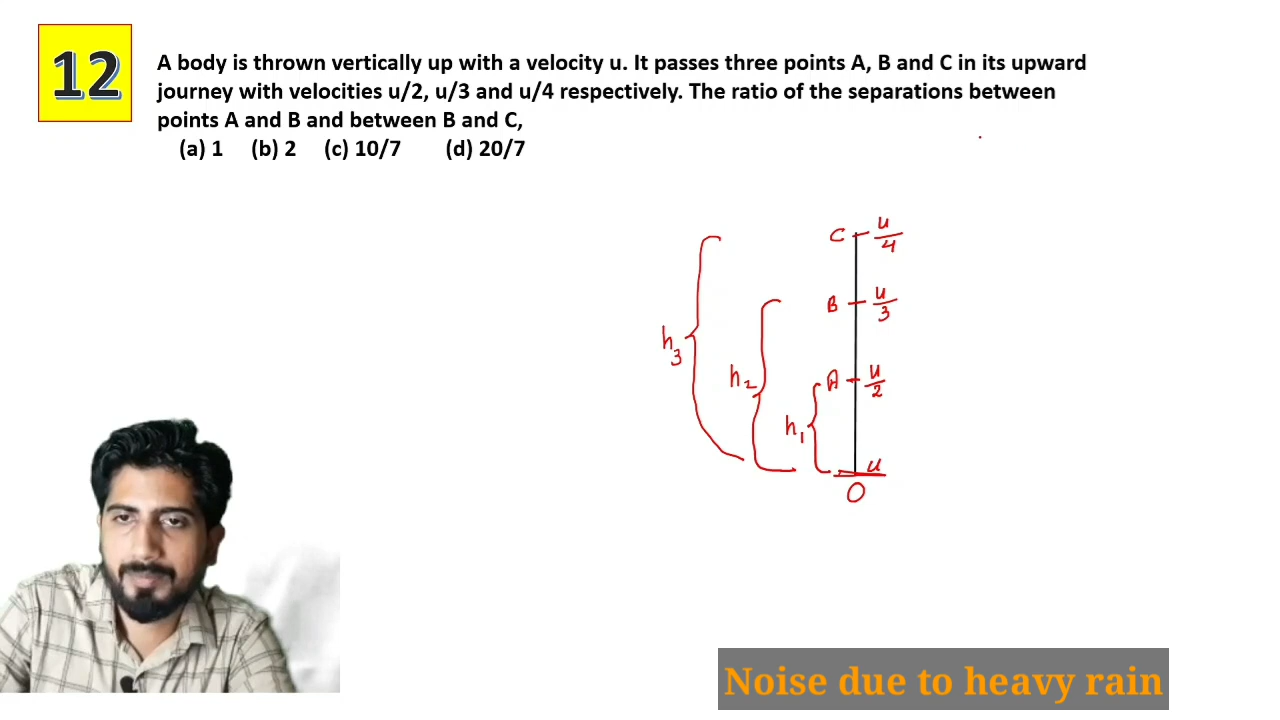 12
A body is thrown vertically up with a velocity u. It passes three points A, B and C in its upward
journey with velocities u/2, u/3 and u/4 respectively. The ratio of the separations between
points A and B and between B and C,
(a) 1 (b) 2 (c) 10/7 (d) 20/7
C u/4
B u/3
h3
h2 A u/2
h1
u
O
Noise due to heavy rain